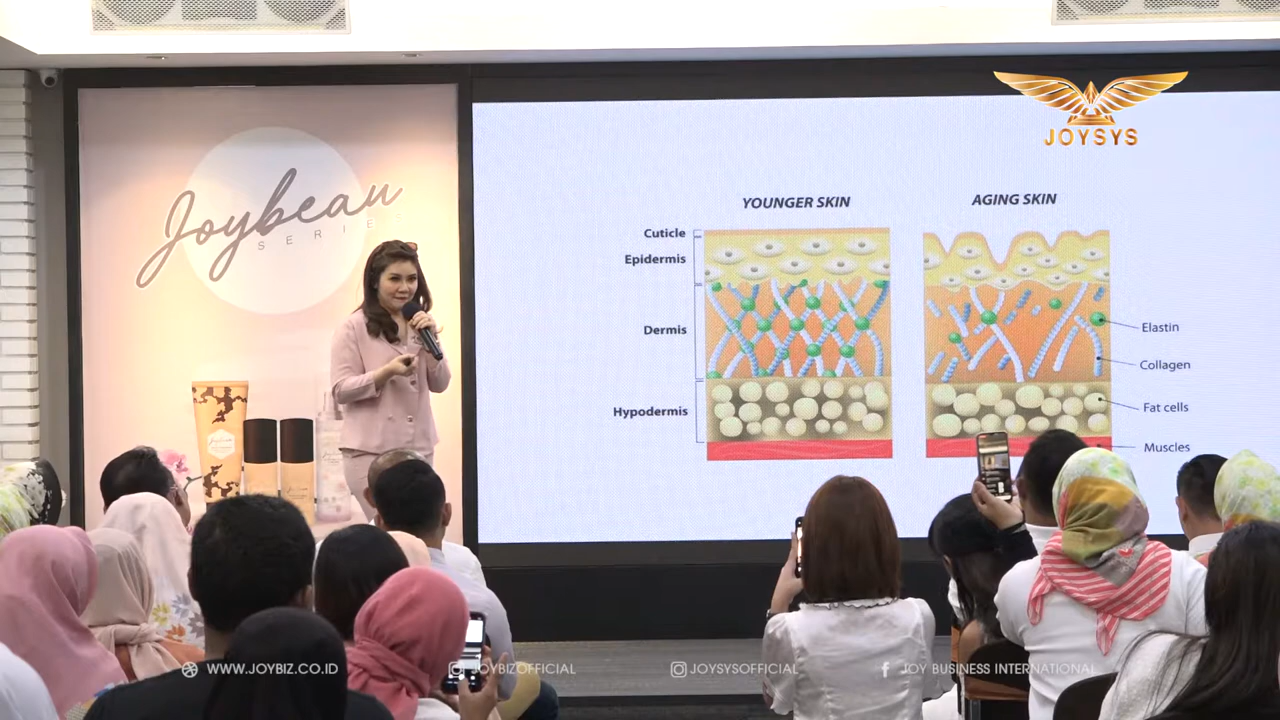 JOYSYS
Joybeau
SERIE
YOUNGER SKIN
AGING SKIN
Cuticle
Epidermis
Dermis
Hypodermis
Elastin
Collagen
Fat cells
Muscles
WWW.JOYBIZ.CO.ID
JOYBIZOFFICIAL
JOYSYSOFFICIAL
JOY BUSINESS INTERNATIONAL